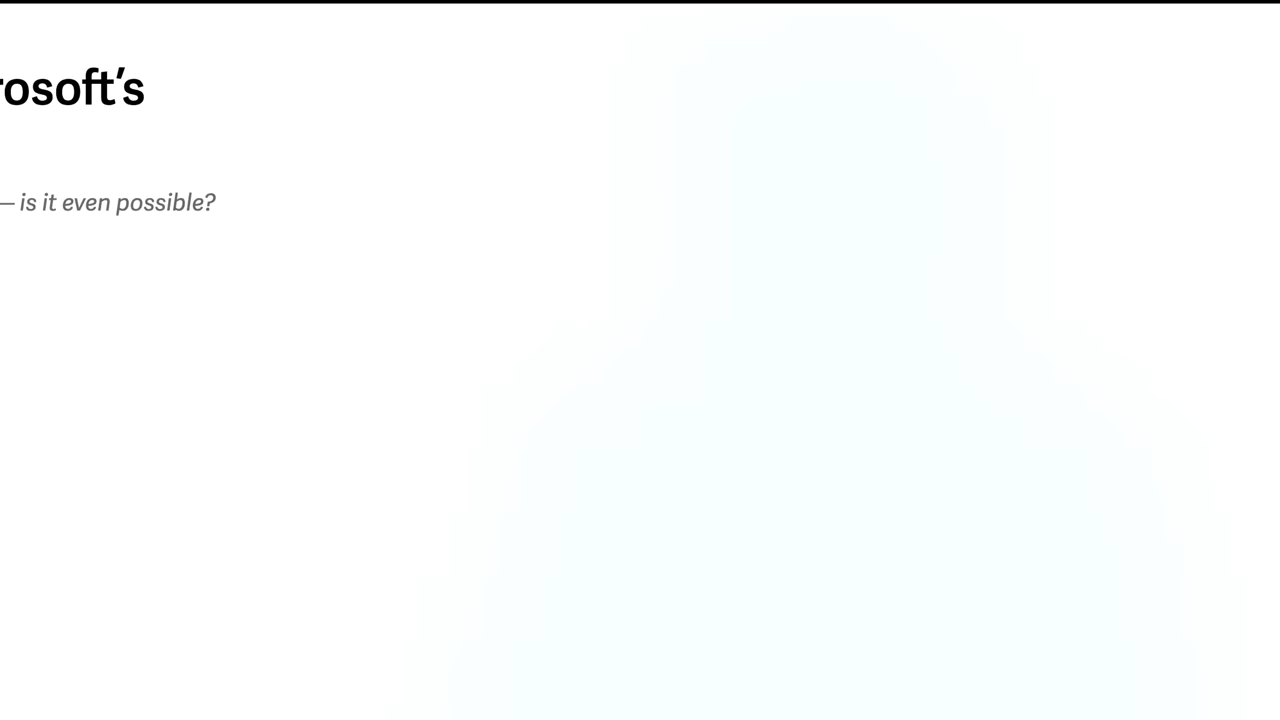 rosoft’s
— is it even possible?